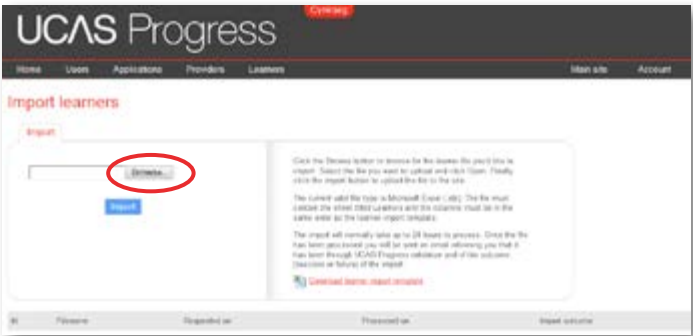 Cymraeg
UCAS Progress
Home Users Applications Providers Learners Main site Account
Import learners
Import
Browse...
Import
Click the Browse button to browse for the learner file you'd like to
import. Select the file you want to upload and click Open. Finally
click the Import button to upload the file to the site.
The current valid file type is Microsoft Excel (.xls). The file must
contain the sheet titled Learners and the columns must be in the
same order as the learner import template.
The import will normally take up to 24 hours to process. Once the file
has been processed you will be sent an email informing you that it
has been through UCAS Progress validation and of the outcome
(success or failure) of the import.
Download learner import template
Id Filename Requested on Processed on Import outcome